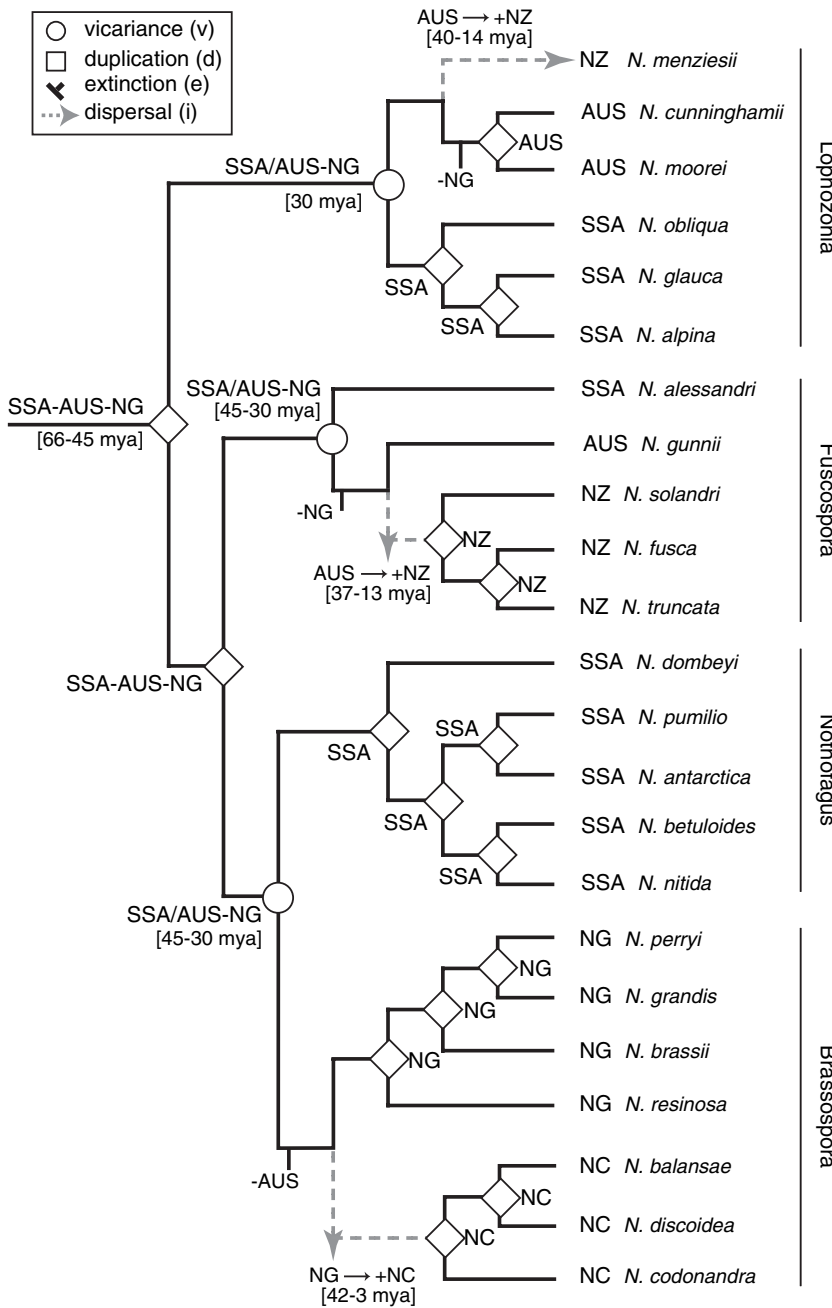 vicariance (v)
duplication (d)
extinction (e)
dispersal (i)
AUS → +NZ
[40-14 mya]
NZ N. menziesii
AUS N. cunninghamii
AUS
-NG
AUS N. moorei
SSA/AUS-NG
[30 mya]
SSA N. obliqua
SSA
SSA N. glauca
SSA
SSA N. alpina
Lophozonia
SSA-AUS-NG
[66-45 mya]
SSA/AUS-NG
[45-30 mya]
SSA N. alessandri
AUS N. gunnii
-NG
NZ N. solandri
NZ
AUS → +NZ
[37-13 mya]
NZ N. fusca
NZ
NZ N. truncata
Fuscospora
SSA-AUS-NG
SSA N. dombeyi
SSA
SSA N. pumilio
SSA
SSA N. antarctica
SSA
SSA N. betuloides
SSA
SSA N. nitida
Nothofagus
SSA/AUS-NG
[45-30 mya]
NG N. perryi
NG
NG N. grandis
NG
NG N. brassii
NG
NG N. resinosa
-AUS
NC N. balansae
NC
NC N. discoidea
NC
NG → +NC
[42-3 mya]
NC N. codonandra
Brassospora